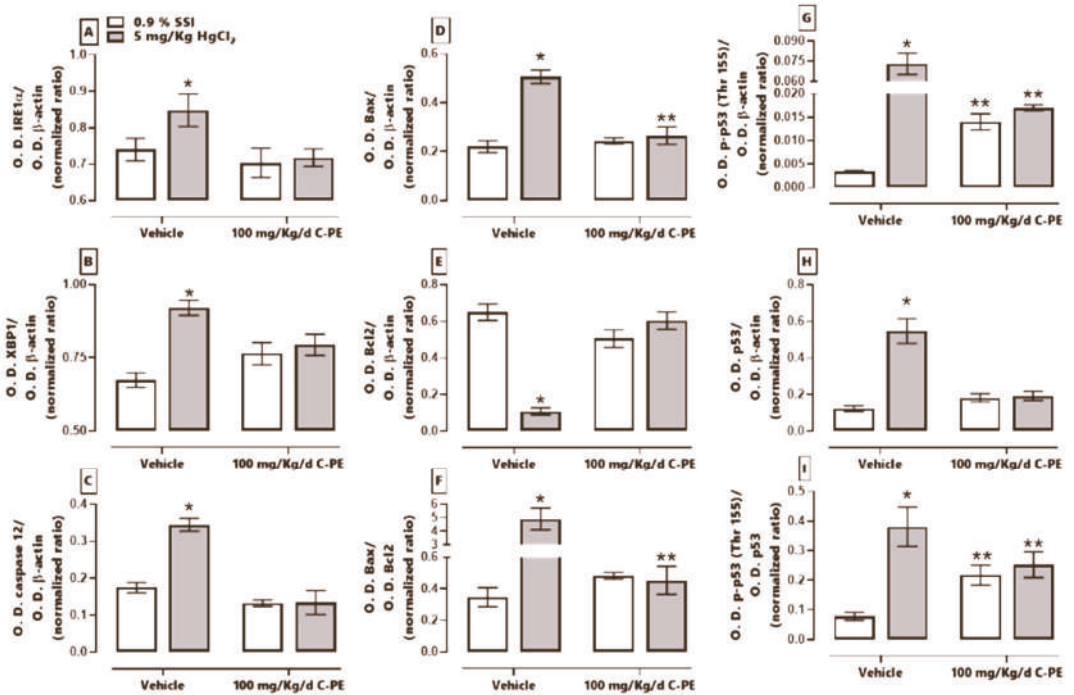 0.9 % SSI
5 mg/Kg HgCl₂
A
O. D. IRE1α/
O. D. β-actin
(normalized ratio)
1.0
0.9
0.8
0.7
0.6
*
Vehicle
100 mg/Kg/d C-PE
D
O. D. Bax/
O. D. β-actin
(normalized ratio)
0.6
0.4
0.2
0.0
*
**
Vehicle
100 mg/Kg/d C-PE
G
O. D. p-p53 (Thr 155)/
O. D. β-actin
(normalized ratio)
0.090
0.075
0.060
0.020
0.015
0.010
0.005
0.000
*
**
**
Vehicle
100 mg/Kg/d C-PE
B
O. D. XBP1/
O. D. β-actin
(normalized ratio)
1.00
0.75
0.50
*
Vehicle
100 mg/Kg/d C-PE
E
O. D. Bcl2/
O. D. β-actin
(normalized ratio)
0.8
0.6
0.4
0.2
0.0
*
Vehicle
100 mg/Kg/d C-PE
H
O. D. p53/
O. D. β-actin
(normalized ratio)
0.8
0.6
0.4
0.2
0.0
*
Vehicle
100 mg/Kg/d C-PE
C
O. D. caspase 12/
O. D. β-actin
(normalized ratio)
0.4
0.3
0.2
0.1
0.0
*
Vehicle
100 mg/Kg/d C-PE
F
O. D. Bax/
O. D. Bcl2
(normalized ratio)
6
5
4
3
0.6
0.4
0.2
0.0
*
**
Vehicle
100 mg/Kg/d C-PE
I
O. D. p-p53 (Thr 155)/
O. D. p53
(normalized ratio)
0.5
0.4
0.3
0.2
0.1
0.0
*
**
**
Vehicle
100 mg/Kg/d C-PE